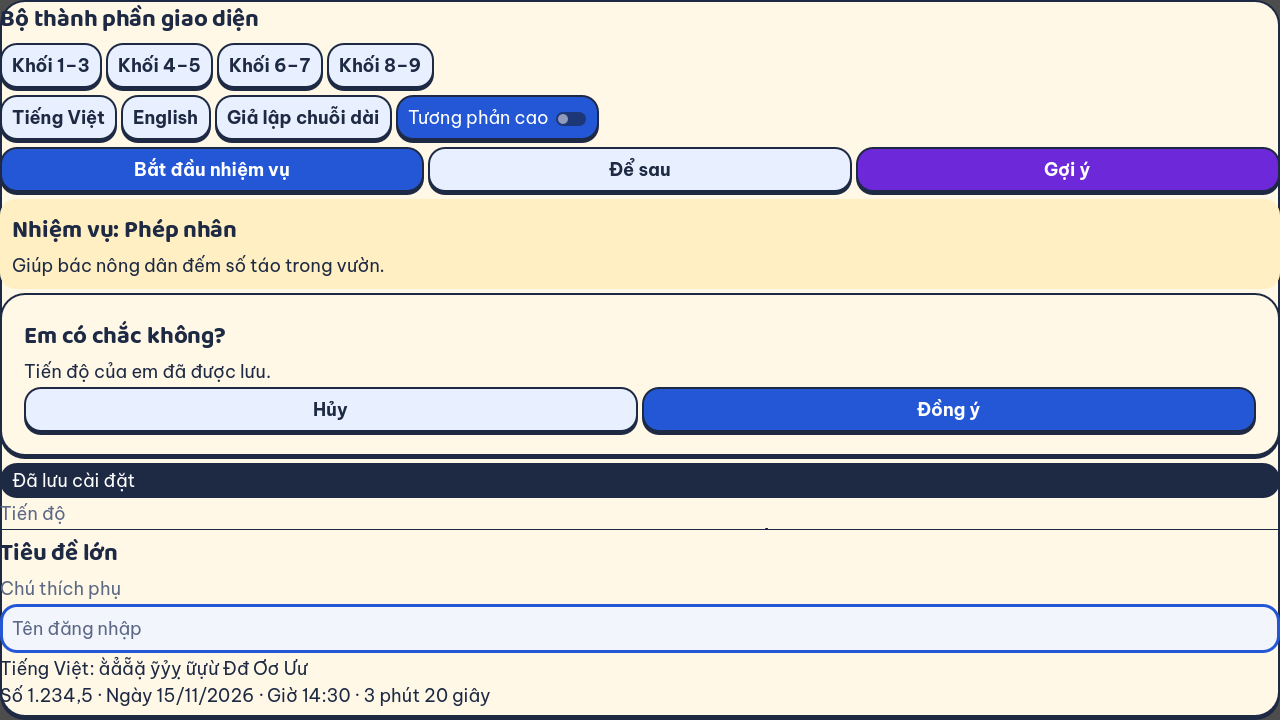 Bộ thành phần giao diện
Khối 1–3 Khối 4–5 Khối 6–7 Khối 8–9
Tiếng Việt English Giả lập chuỗi dài Tương phản cao
Bắt đầu nhiệm vụ Để sau Gợi ý
Nhiệm vụ: Phép nhân
Giúp bác nông dân đếm số táo trong vườn.
Em có chắc không?
Tiến độ của em đã được lưu.
Hủy Đồng ý
Đã lưu cài đặt
Tiến độ
Tiêu đề lớn
Chú thích phụ
Tên đăng nhập
Tiếng Việt: ằẳẵặ ỹỷỵ ữựừ Đđ Ơơ Ưư
Số 1.234,5 · Ngày 15/11/2026 · Giờ 14:30 · 3 phút 20 giây